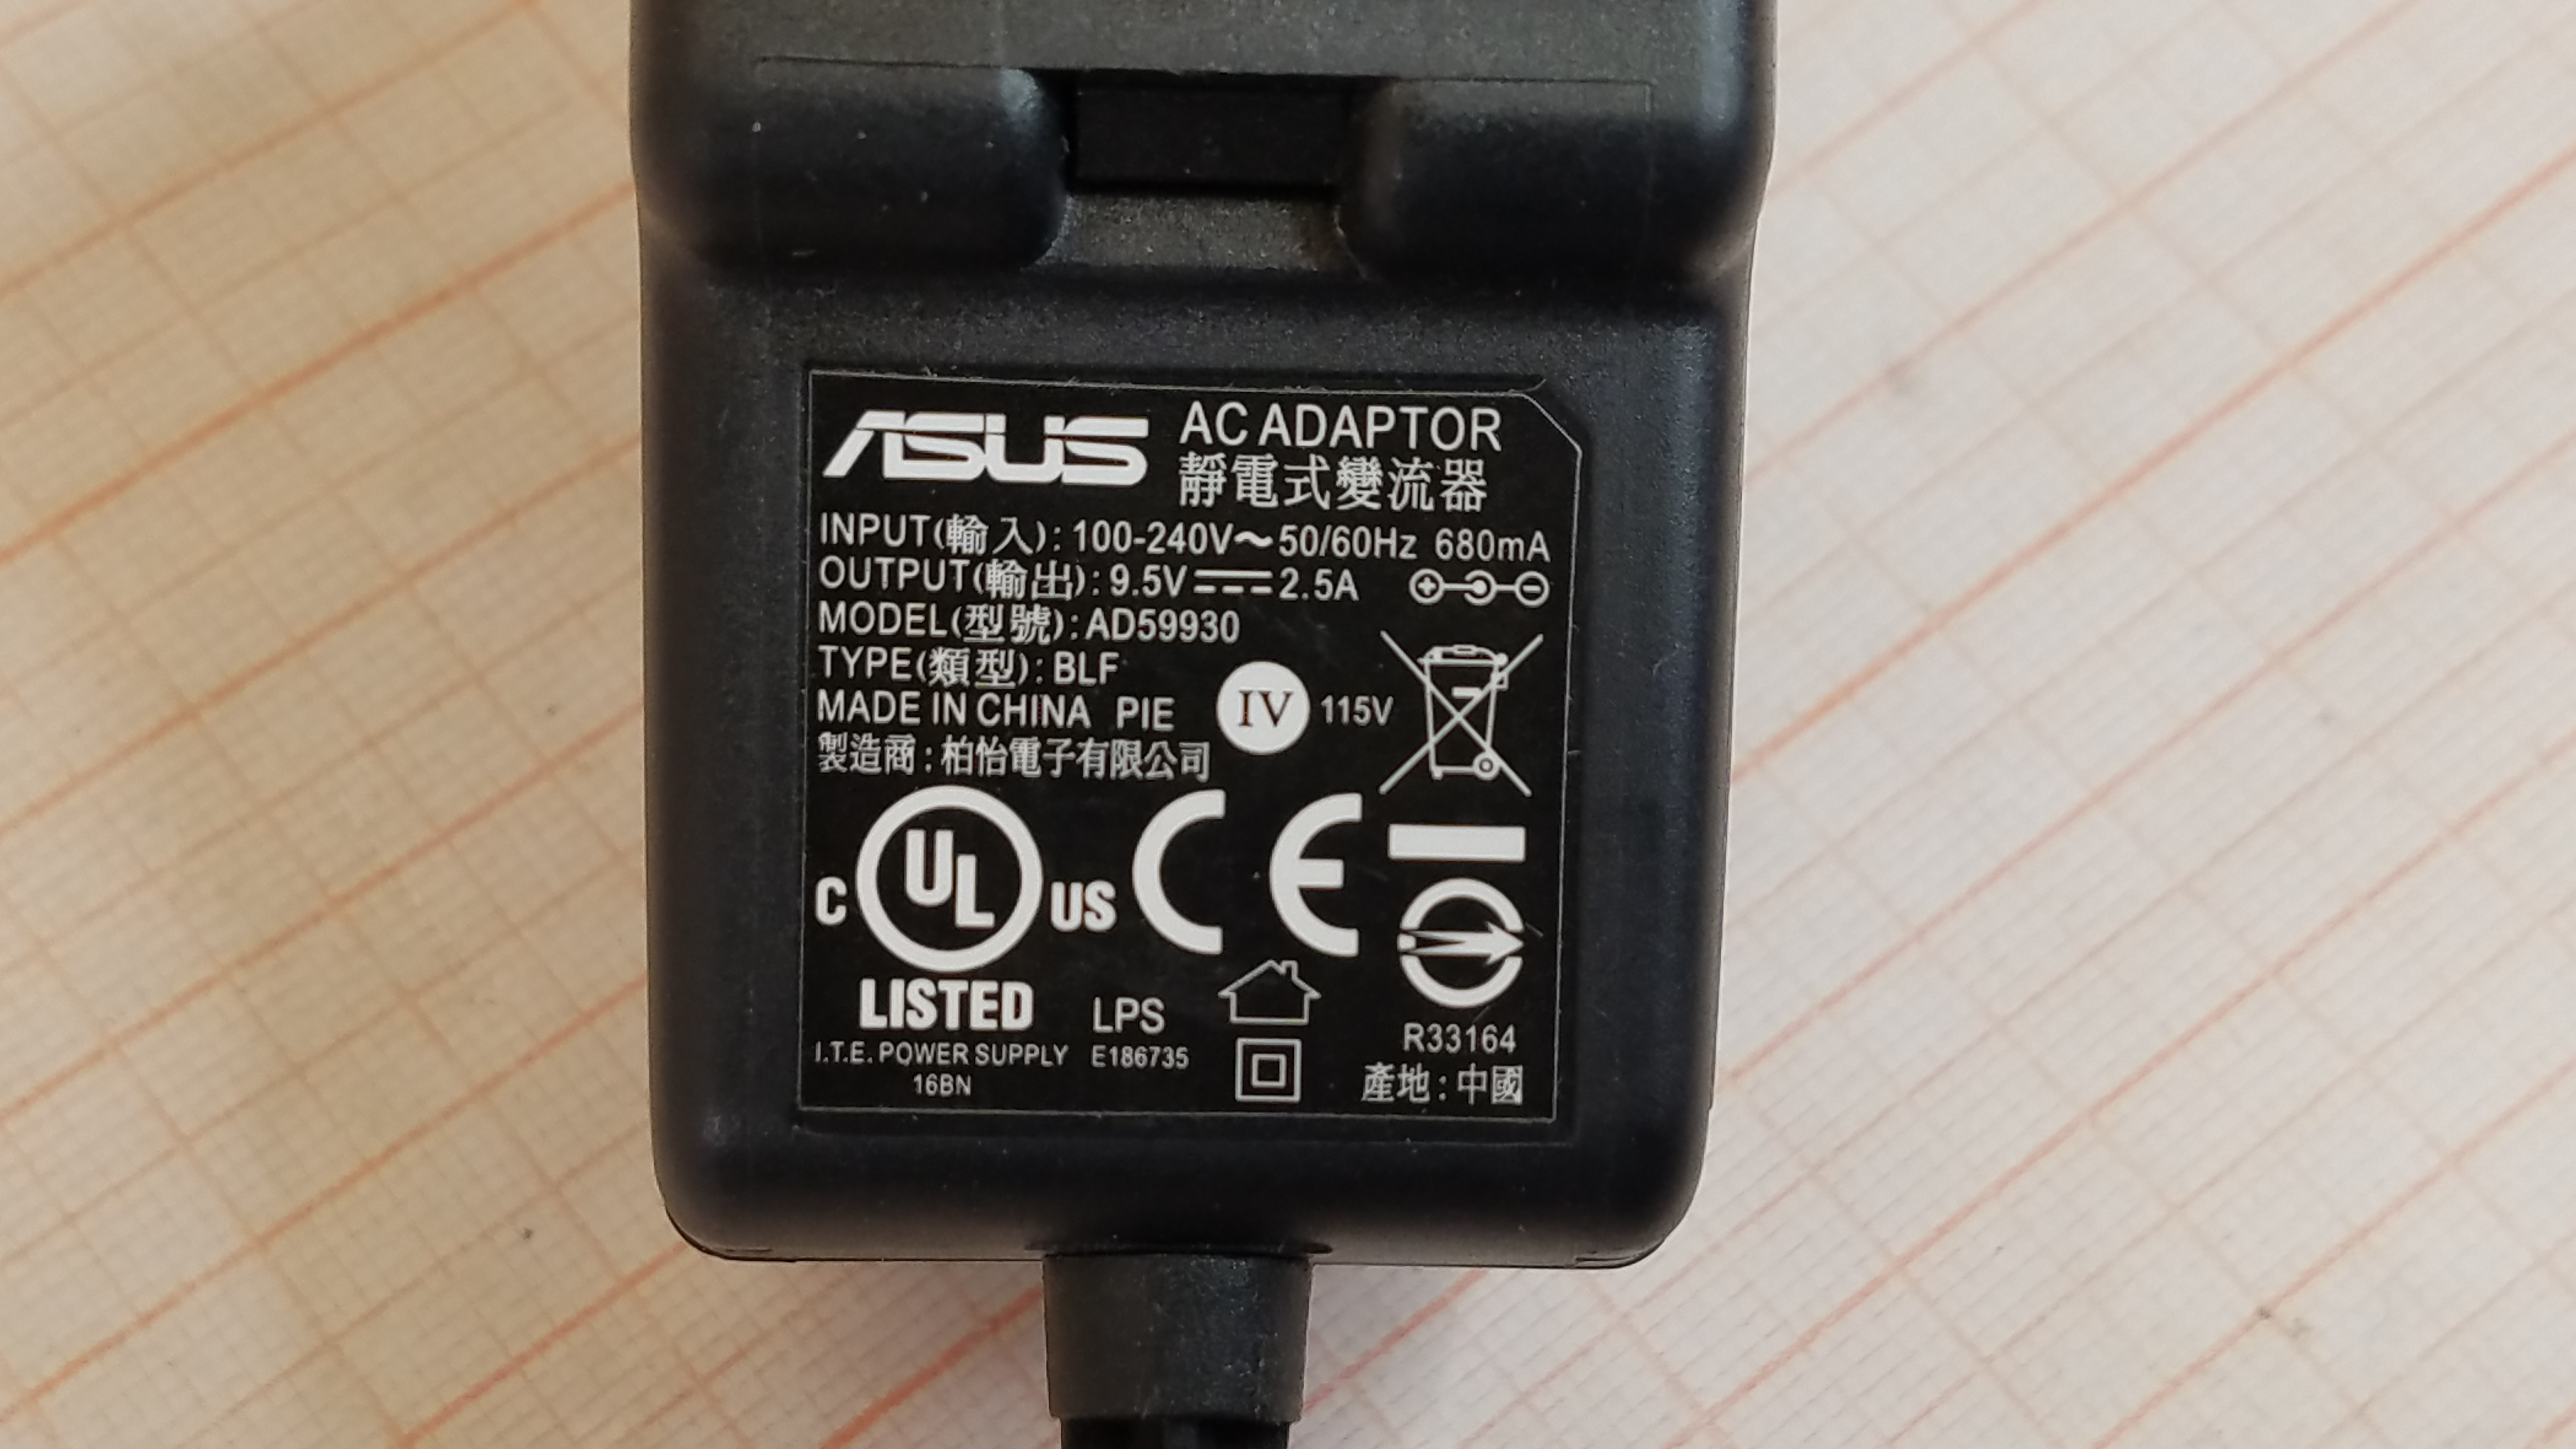 ASUS AC ADAPTOR
靜電式變流器
INPUT(輸入): 100-240V～50/60Hz 680mA
OUTPUT(輸出): 9.5V⎓2.5A
MODEL(型號): AD59930
TYPE(類型): BLF
MADE IN CHINA PIE
IV 115V
製造商:柏怡電子有限公司
C UL US CE
LISTED
LPS
I.T.E. POWER SUPPLY E186735
16BN
R33164
產地:中國